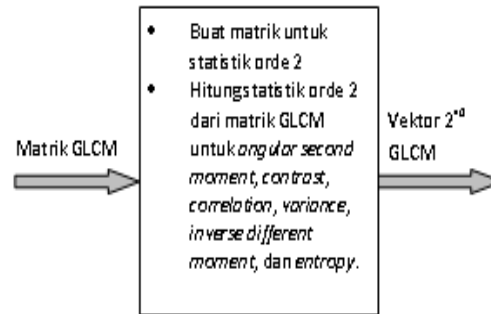 Matrik GLCM
• Buat matrik untuk
statistik orde 2
• Hitungstatistik orde 2
dari matrik GLCM
untuk angular second
moment, contrast,
correlation, variance,
inverse different
moment, dan entropy.
Vektor 2ⁿᵈ
GLCM